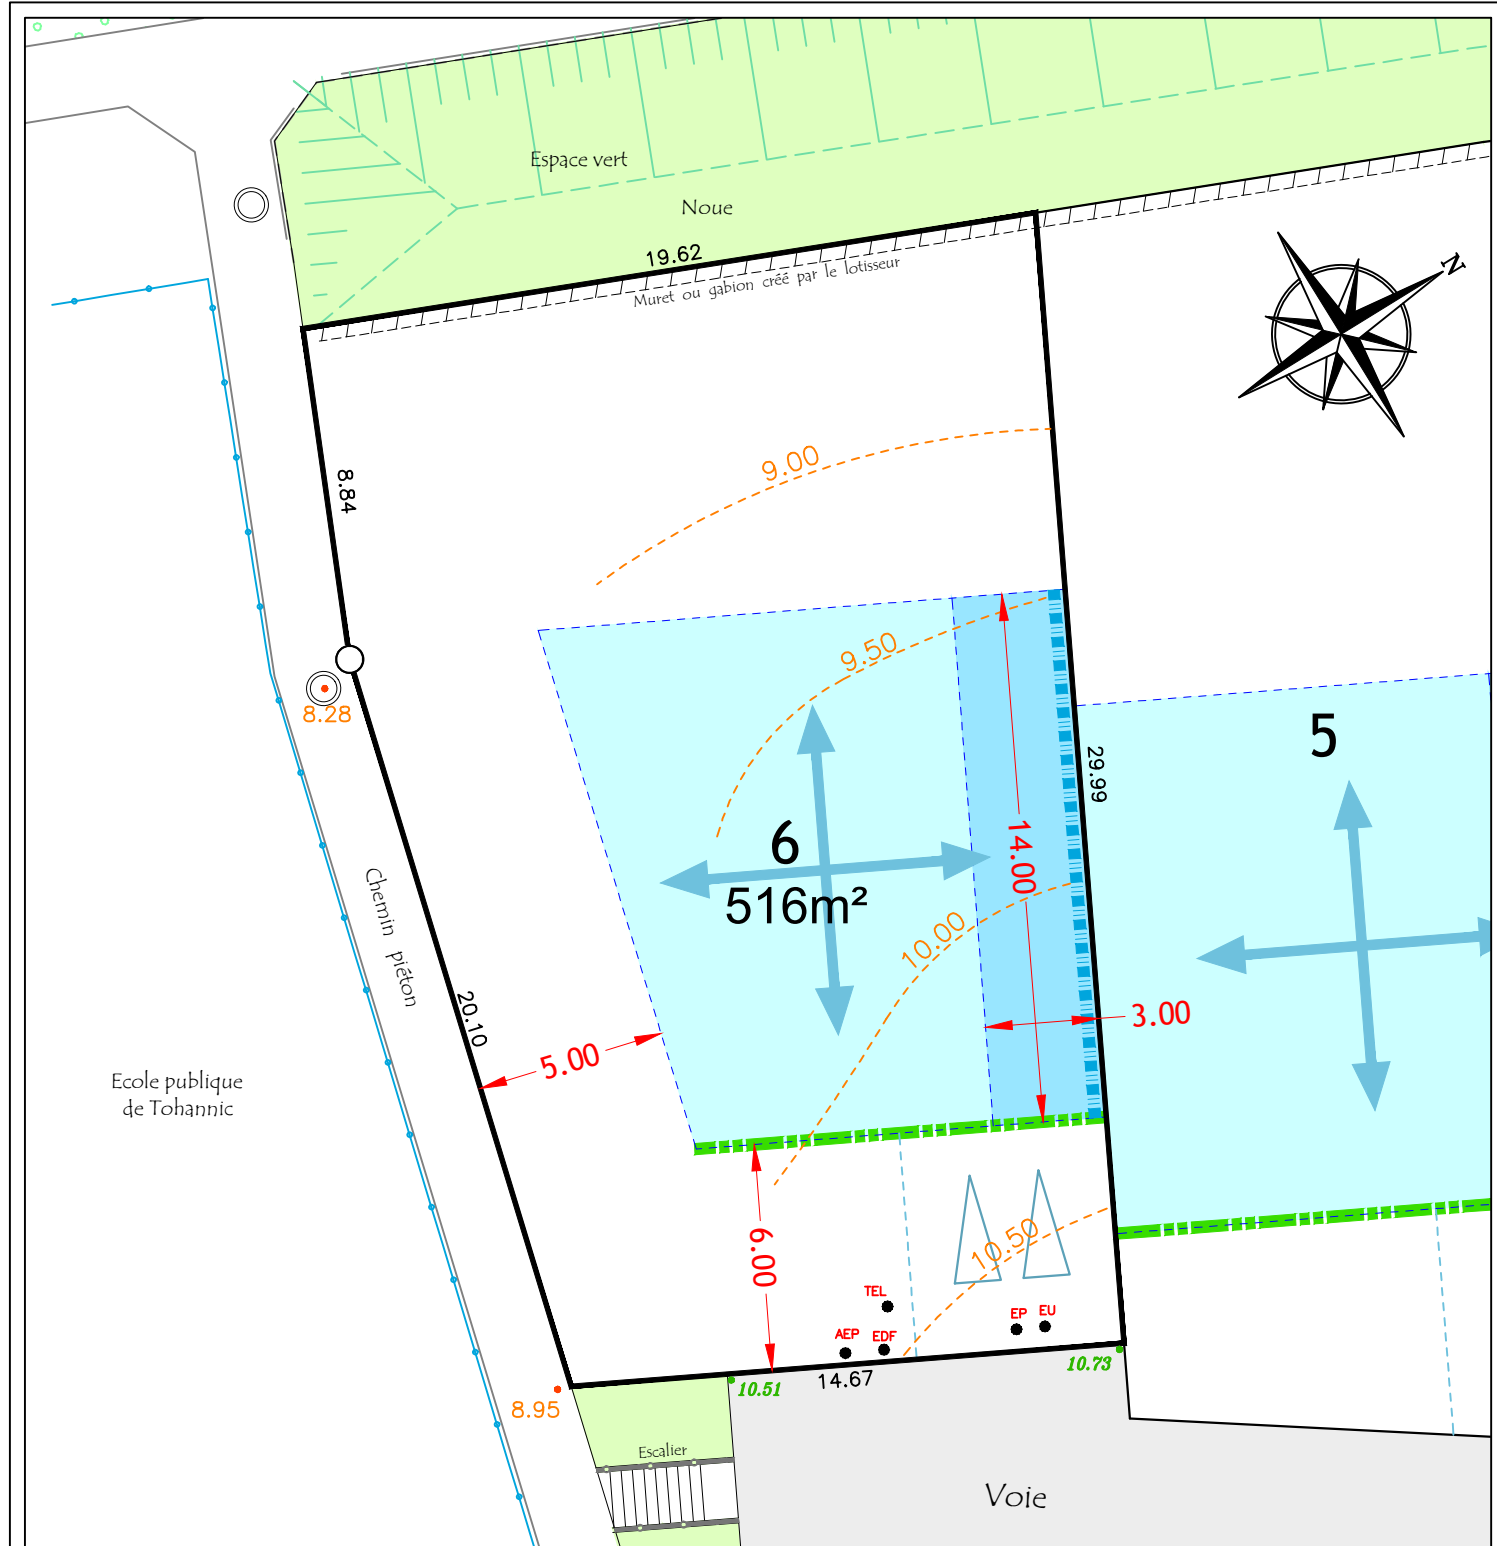 Espace vert
Noue
19.62
Muret ou gabion créé par le lotisseur
N
9.00
8.84
9.50
8.28
5
29.99
6
516m²
14.00
10.00
Chemin piéton
20.10
3.00
5.00
Ecole publique
de Tohannic
6.00
10.50
TEL
EP
EU
AEP
EDF
10.73
14.67
10.51
8.95
Escalier
Voie